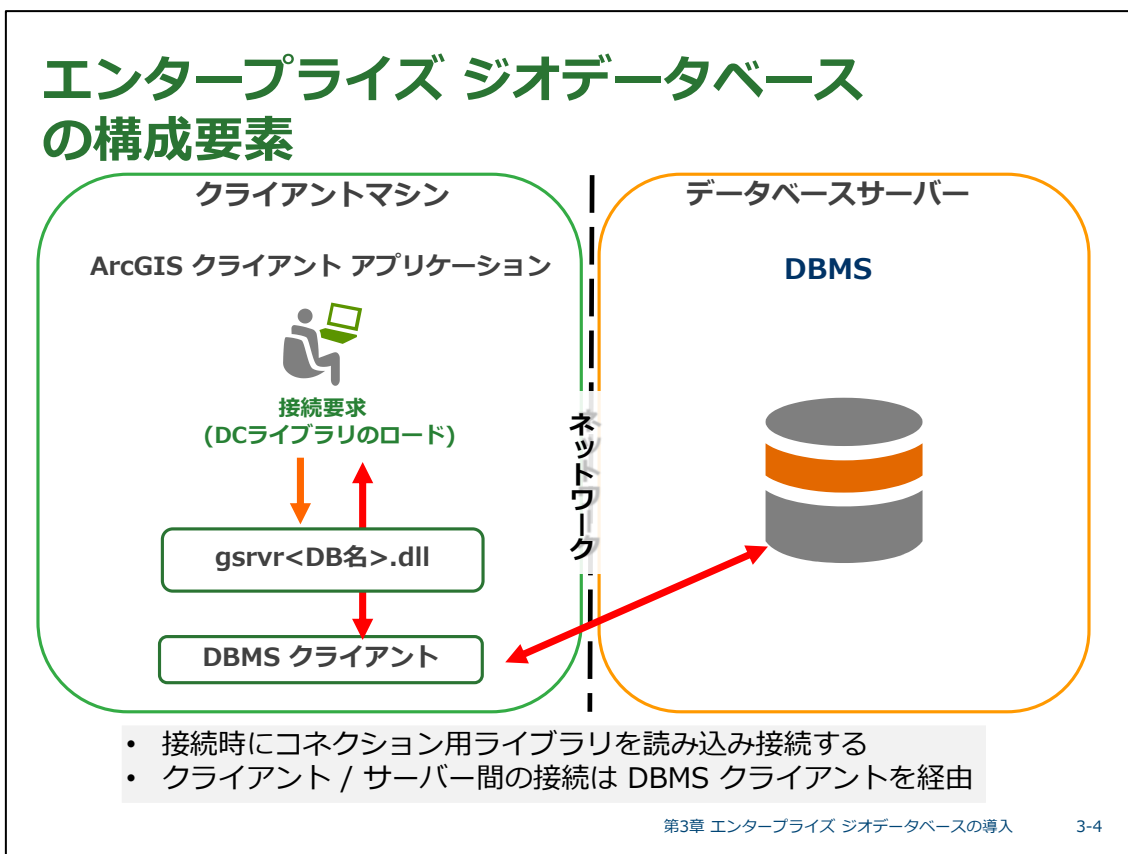 エンタープライズ ジオデータベース
の構成要素
クライアントマシン
ArcGIS クライアント アプリケーション
接続要求
(DCライブラリのロード)
gsrvr<DB名>.dll
DBMS クライアント
ネットワーク
データベースサーバー
DBMS
• 接続時にコネクション用ライブラリを読み込み接続する
• クライアント / サーバー間の接続は DBMS クライアントを経由
第3章 エンタープライズ ジオデータベースの導入 3-4